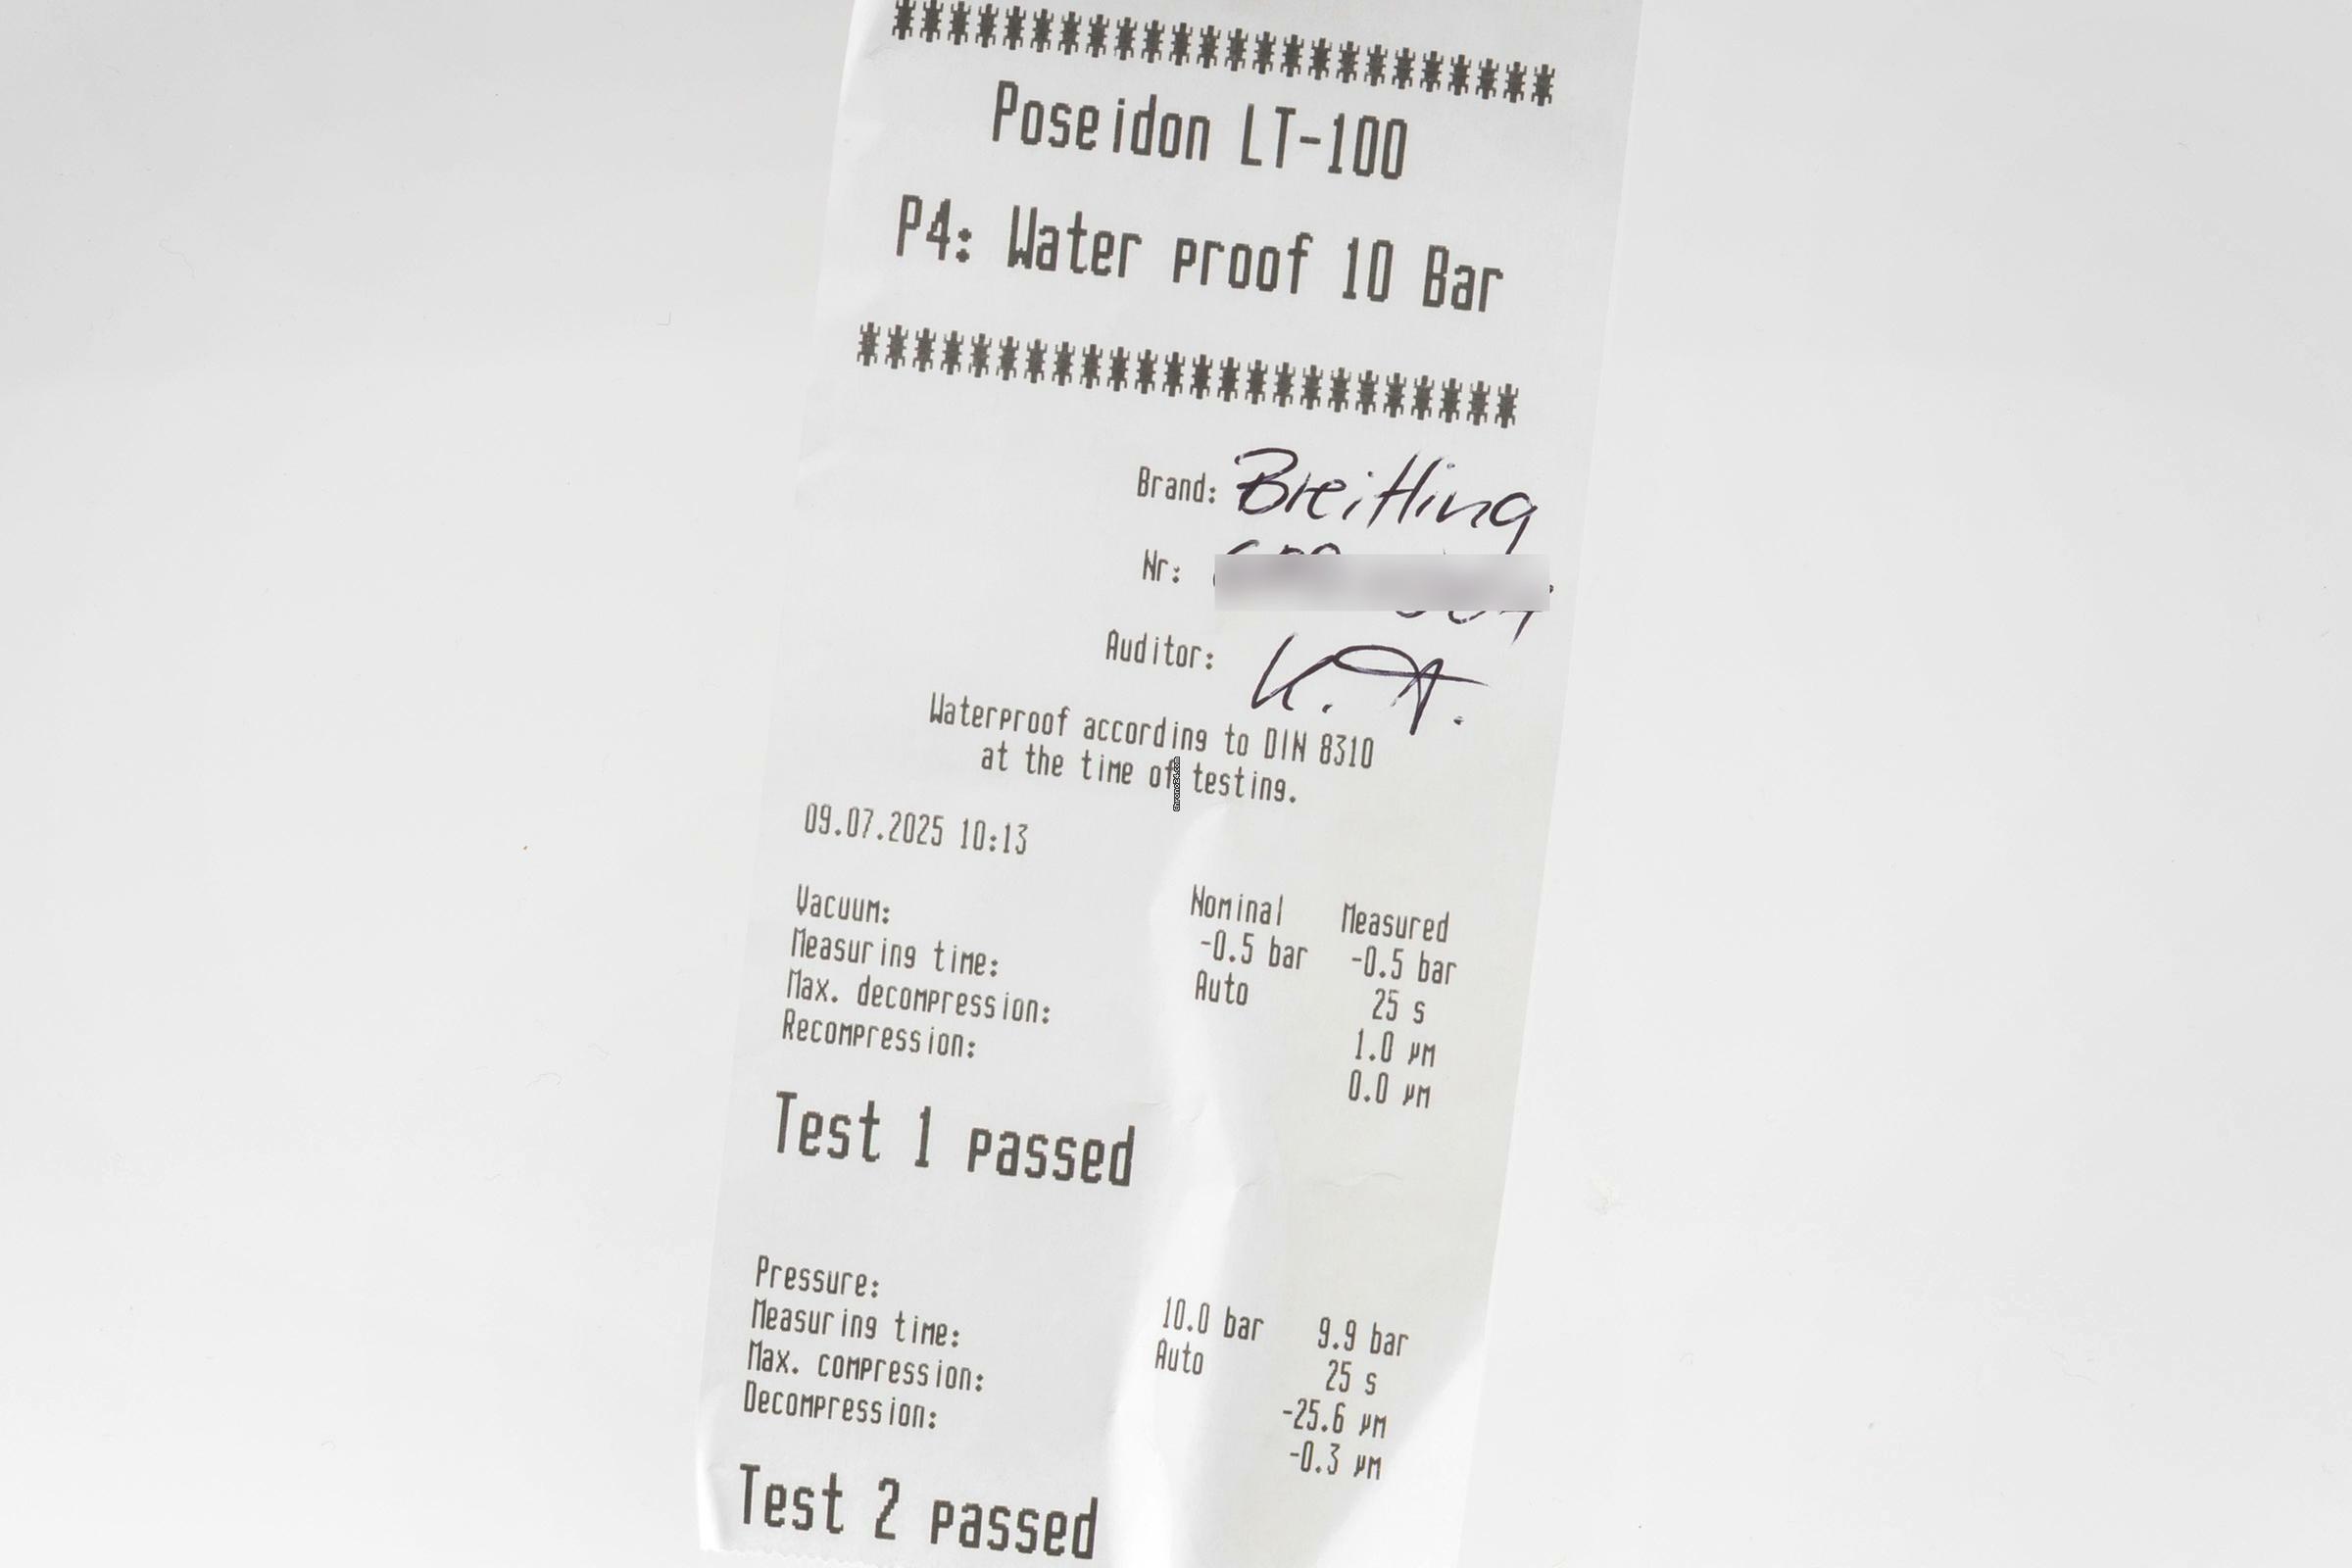 ************************
Poseidon LT-100
P4: Water proof 10 Bar
************************
Brand: Breitling
Nr:
Auditor: K. A.
Waterproof according to DIN 8310
at the time of testing.
09.07.2025 10:13
Nominal Measured
Vacuum: -0.5 bar -0.5 bar
Measuring time: Auto 25 s
Max. decompression: 1.0 µm
Recompression: 0.0 µm
Test 1 passed
Pressure: 10.0 bar 9.9 bar
Measuring time: Auto 25 s
Max. compression: -25.6 µm
Decompression: -0.3 µm
Test 2 passed
Chrono24.com